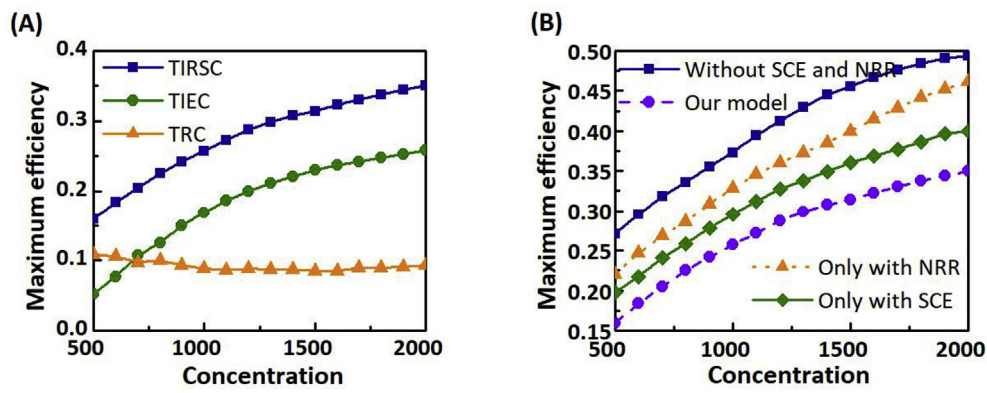 (A)
Maximum efficiency
0.4
0.3
0.2
0.1
0.0
TIRSC
TIEC
TRC
500
1000
1500
2000
Concentration
(B)
Maximum efficiency
0.50
0.45
0.40
0.35
0.30
0.25
0.20
0.15
Without SCE and NRR
Our model
Only with NRR
Only with SCE
500
1000
1500
2000
Concentration